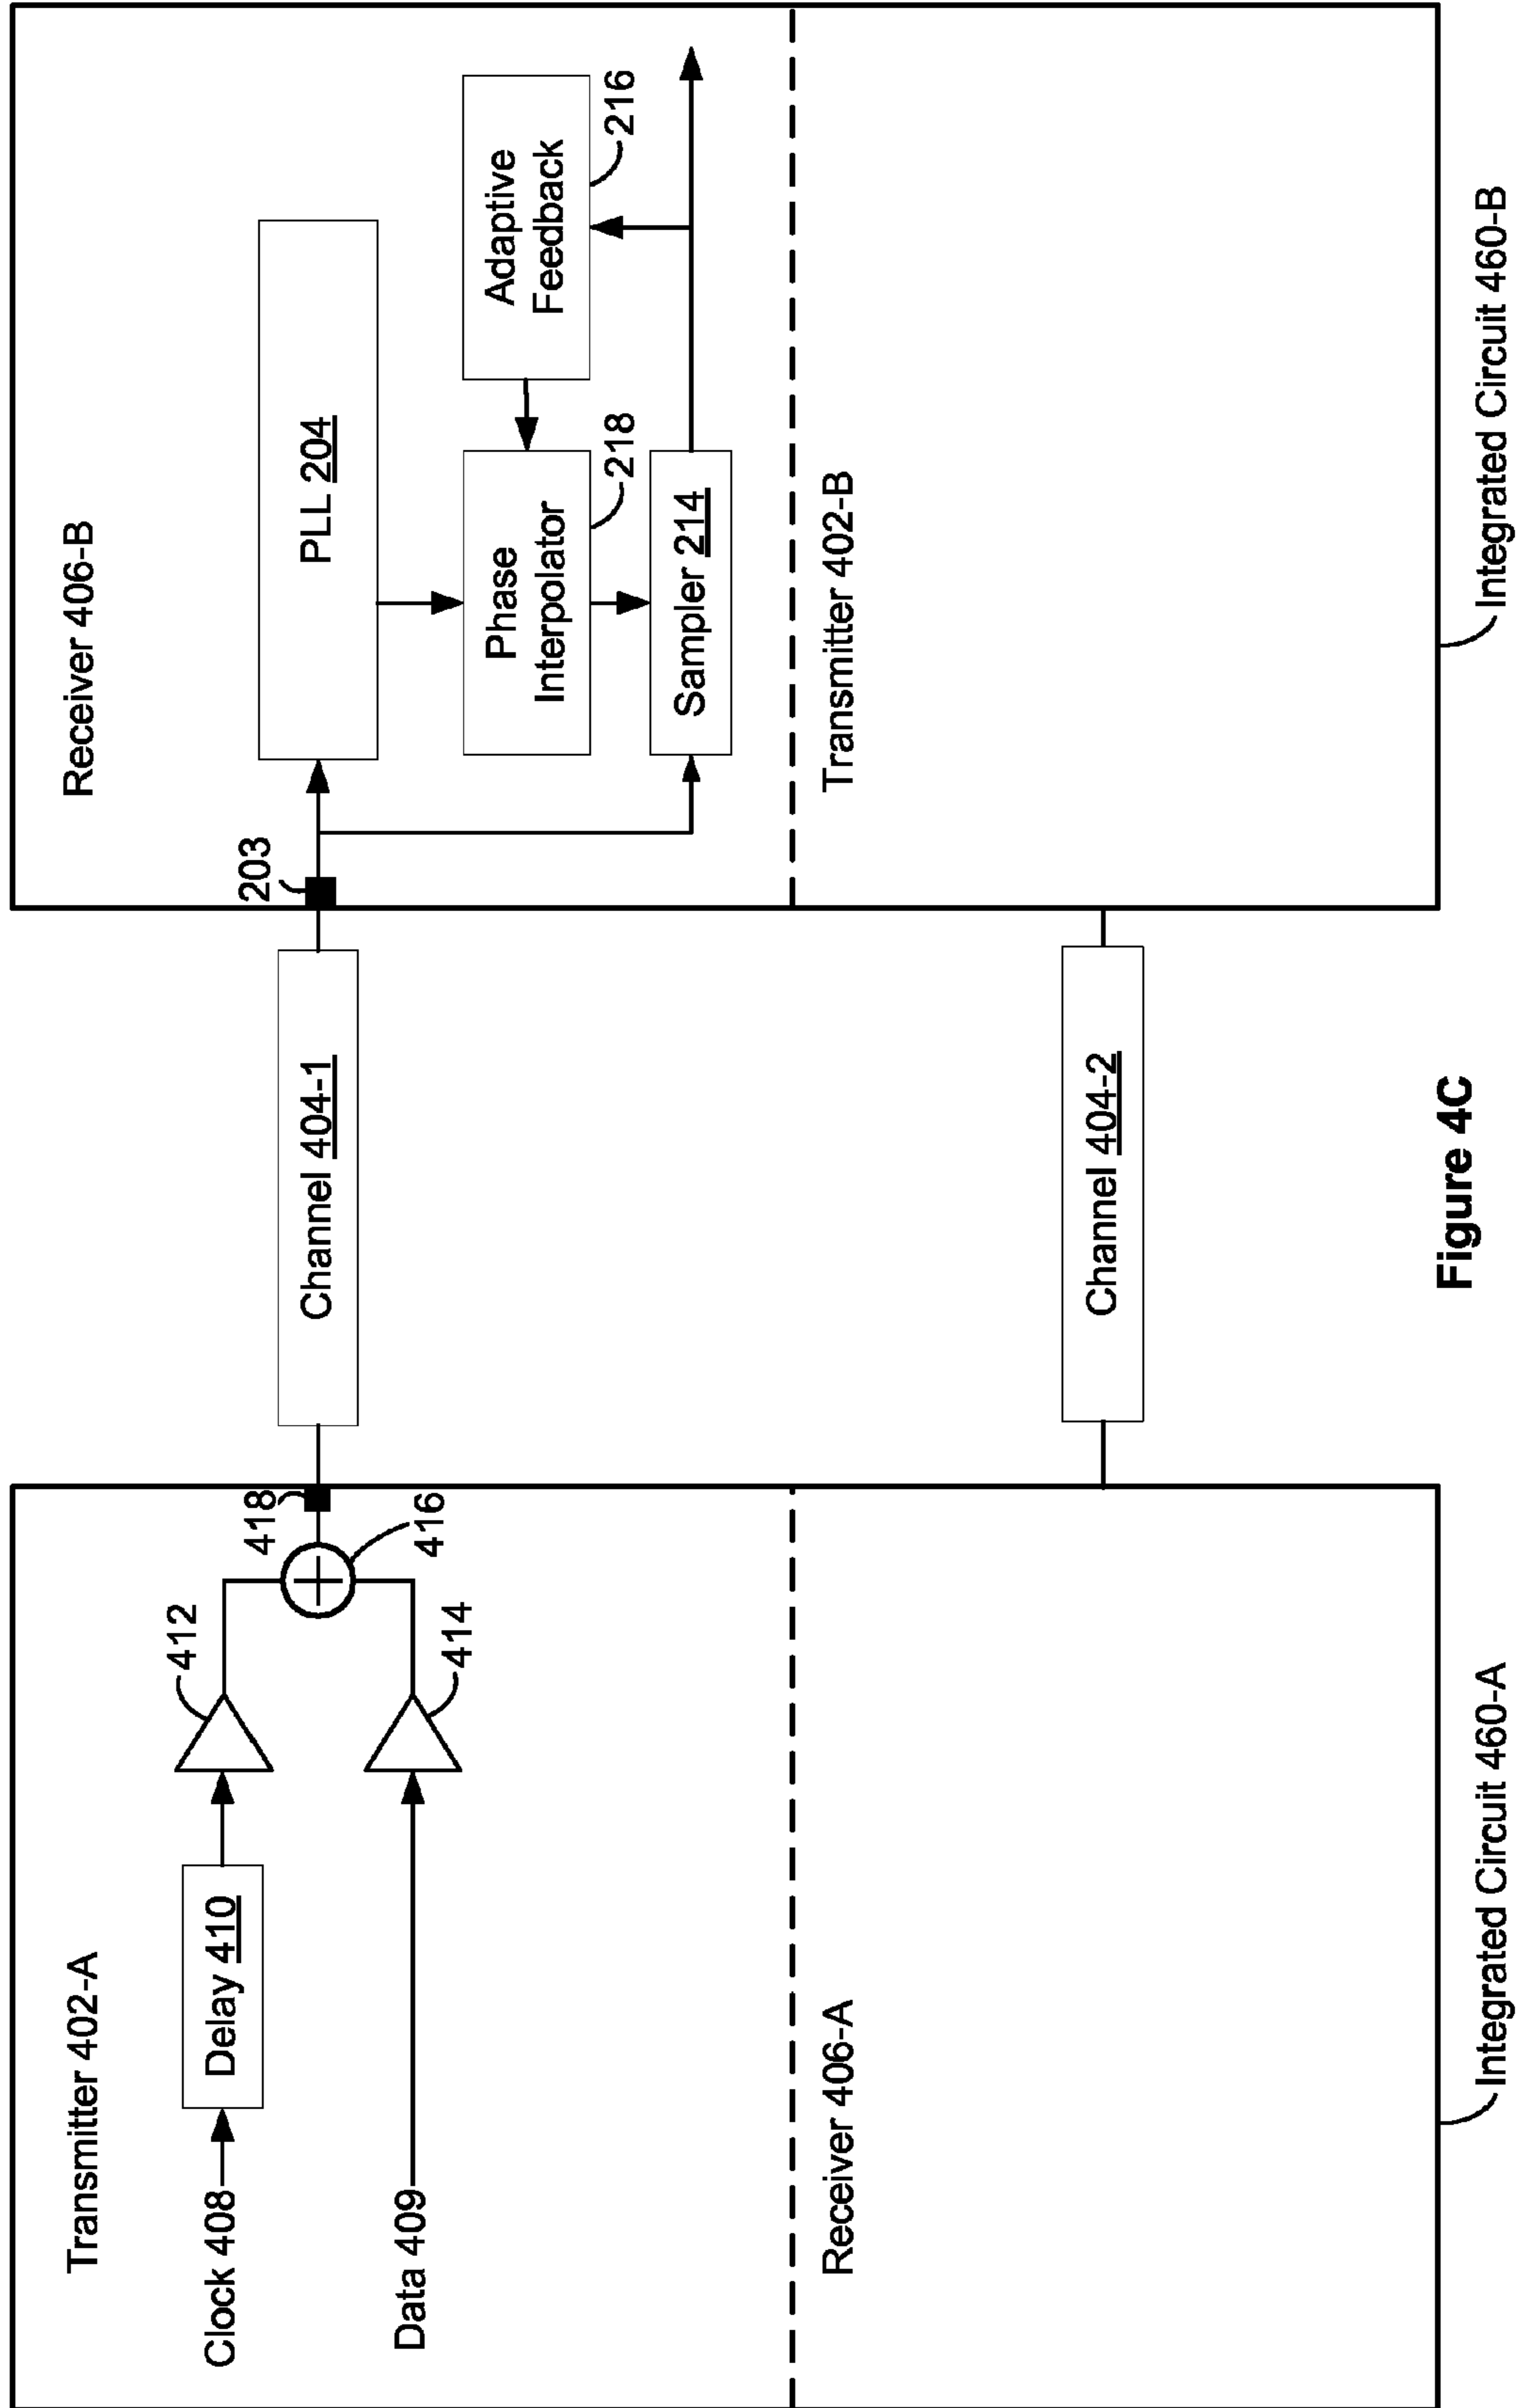 Transmitter 402-A
Clock 408
Delay 410
412
Data 409
414
416
418
Receiver 406-A
Integrated Circuit 460-A
Channel 404-1
Channel 404-2
Receiver 406-B
203
PLL 204
Phase
Interpolator
218
Adaptive
Feedback
216
Sampler 214
Transmitter 402-B
Integrated Circuit 460-B
Figure 4C